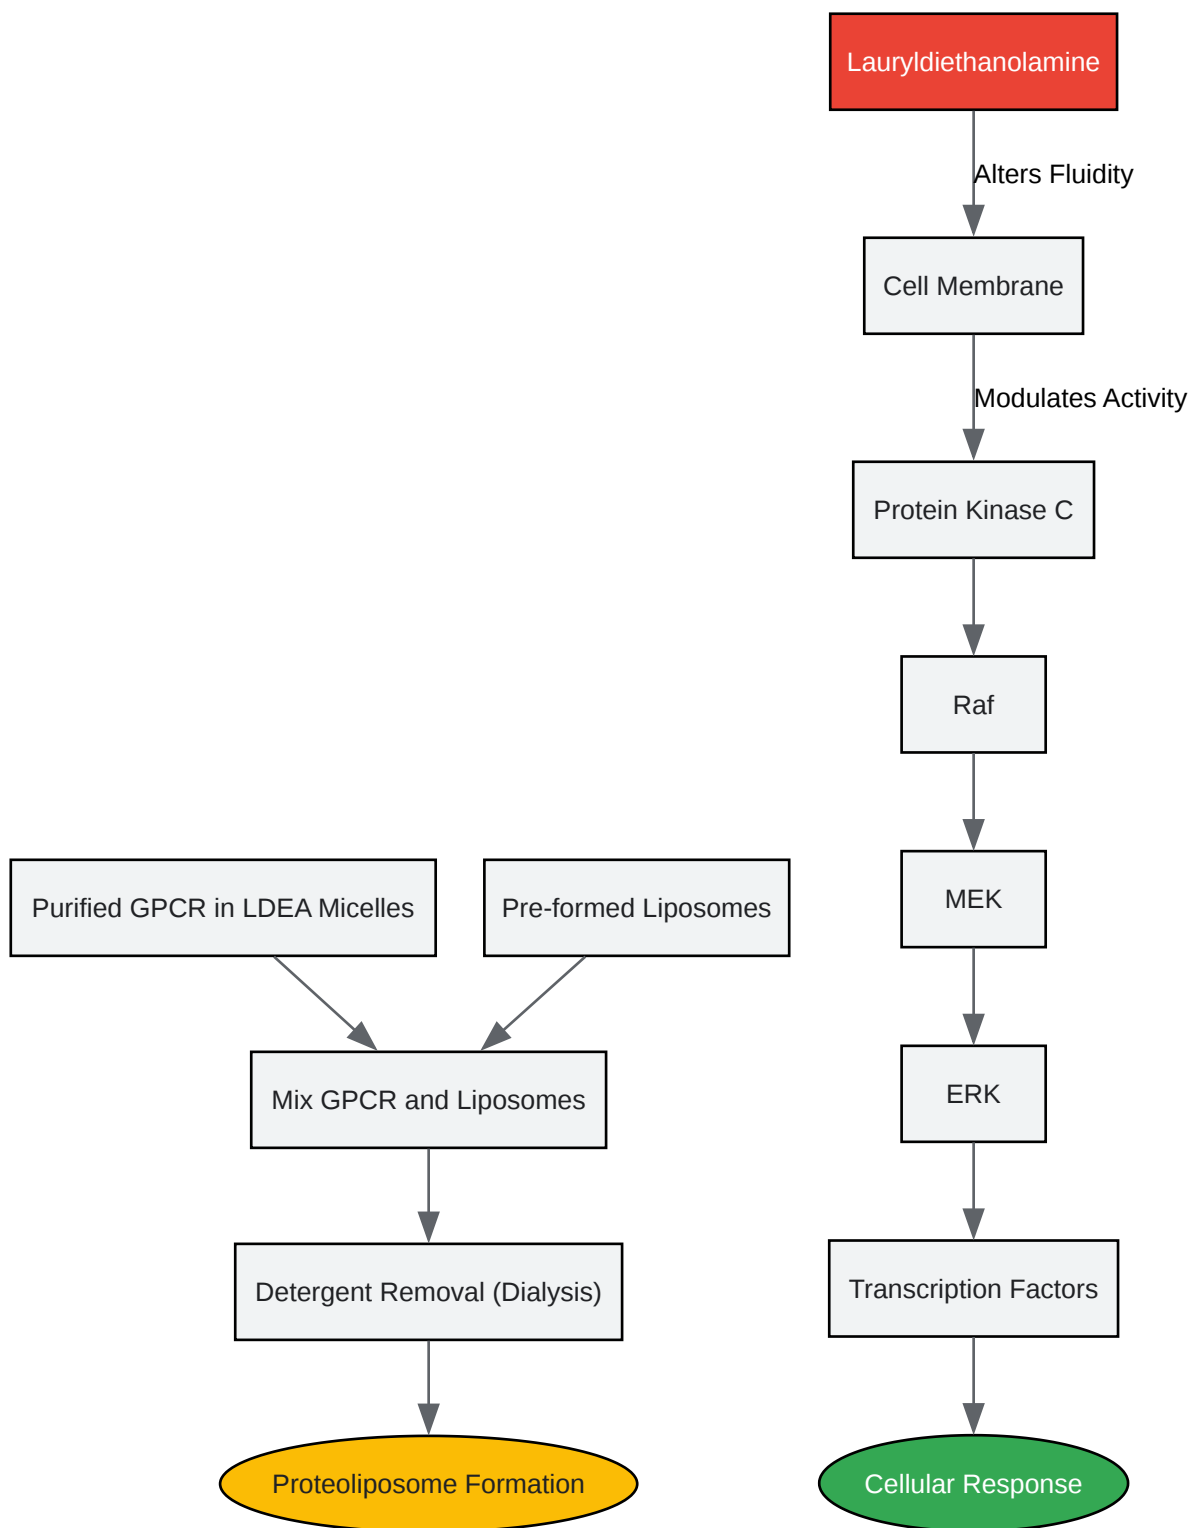 Lauryldiethanolamine
Alters Fluidity
Cell Membrane
Modulates Activity
Protein Kinase C
Raf
MEK
ERK
Transcription Factors
Cellular Response
Purified GPCR in LDEA Micelles
Pre-formed Liposomes
Mix GPCR and Liposomes
Detergent Removal (Dialysis)
Proteoliposome Formation